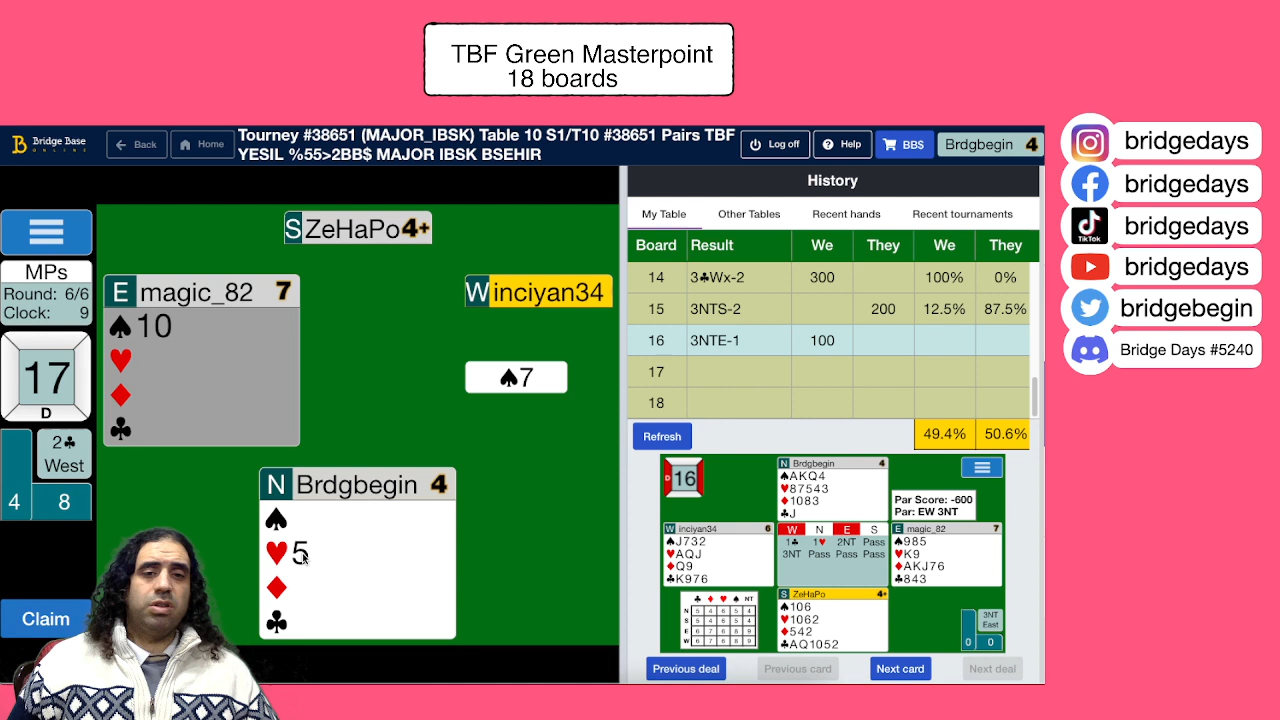 TBF Green Masterpoint
18 boards
Bridge Base
ONLINE
Back
Home
Tourney #38651 (MAJOR_IBSK) Table 10 S1/T10 #38651 Pairs TBF
YESIL %55>2BB$ MAJOR IBSK BSEHIR
Log off
Help
BB$
Brdgbegin 4
MPs
Round: 6/6
Clock: 9
17
D
2♣
West
4
8
Claim
S ZeHaPo 4+
E magic_82 7
♠10
♥
♦
♣
W inciyan34
♠7
N Brdgbegin 4
♠
♥5
♦
♣
History
My Table
Other Tables
Recent hands
Recent tournaments
Board Result We They We They
14 3♣Wx-2 300 100% 0%
15 3NTS-2 200 12.5% 87.5%
16 3NTE-1 100
17
18
Refresh
49.4% 50.6%
D 16
N Brdgbegin 4
♠AKQ4
♥87543
♦1083
♣J
Par Score: -600
Par: EW 3NT
W inciyan34 6
♠J732
♥AQJ
♦Q9
♣K976
W N E S
1♣ 1♥ 2NT Pass
3NT Pass Pass Pass
E magic_82 7
♠985
♥K9
♦AKJ76
♣843
S ZeHaPo 4+
♠106
♥1062
♦542
♣AQ1052
♣ ♦ ♥ ♠ NT
3NT
East
0
0
Previous deal
Previous card
Next card
Next deal
bridgedays
bridgedays
TikTok
bridgedays
bridgedays
bridgebegin
Bridge Days #5240